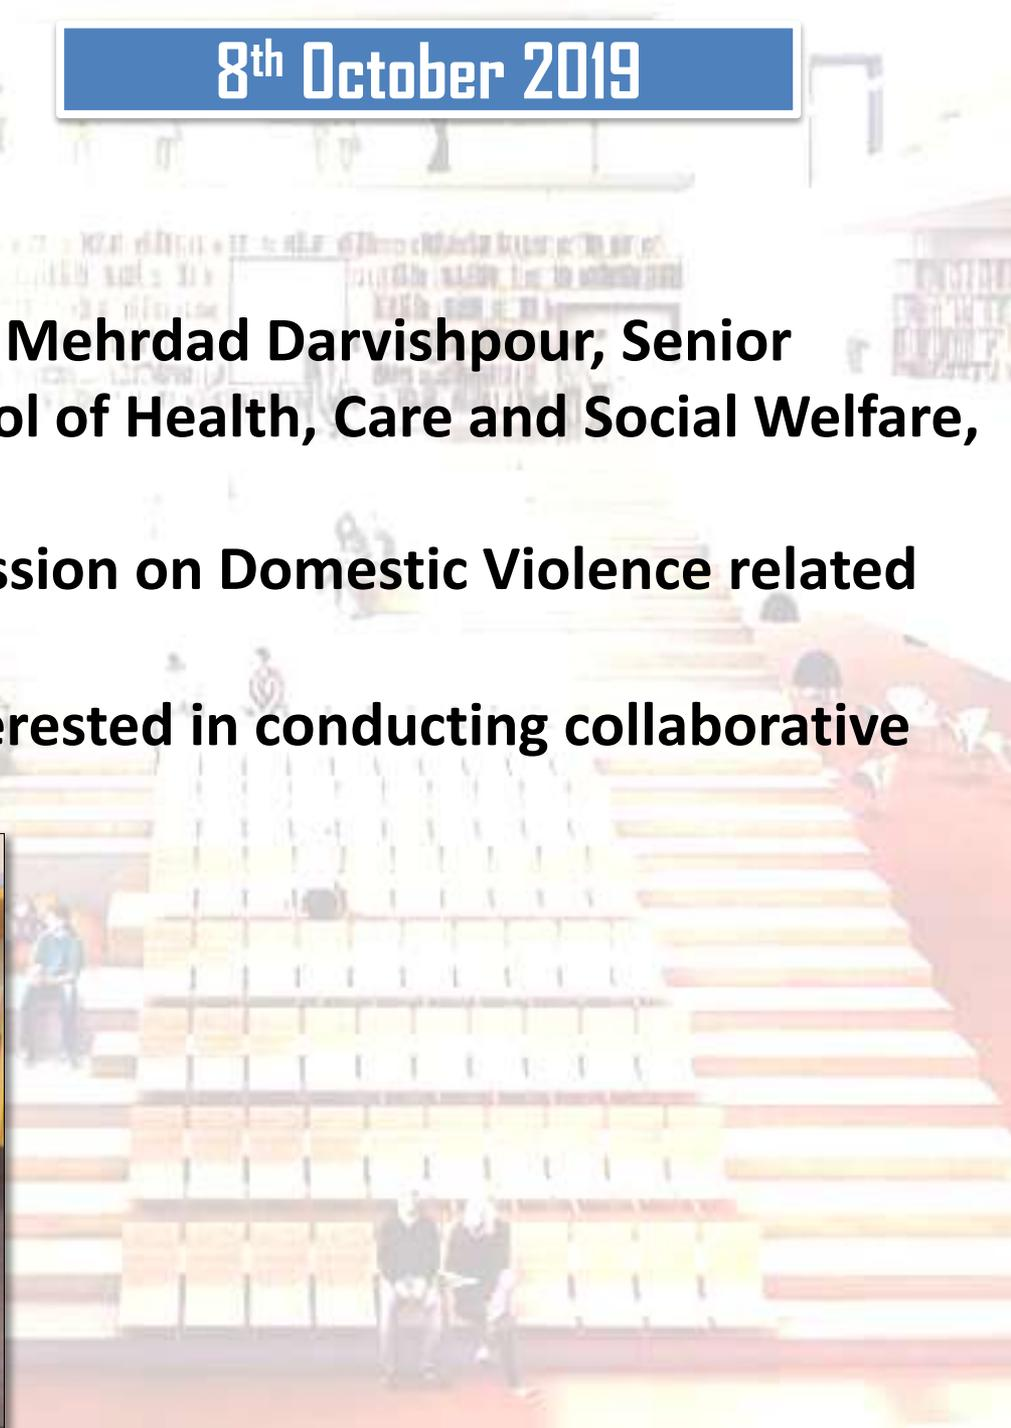 8th October 2019
Mehrdad Darvishpour, Senior
ol of Health, Care and Social Welfare,
ssion on Domestic Violence related
erested in conducting collaborative